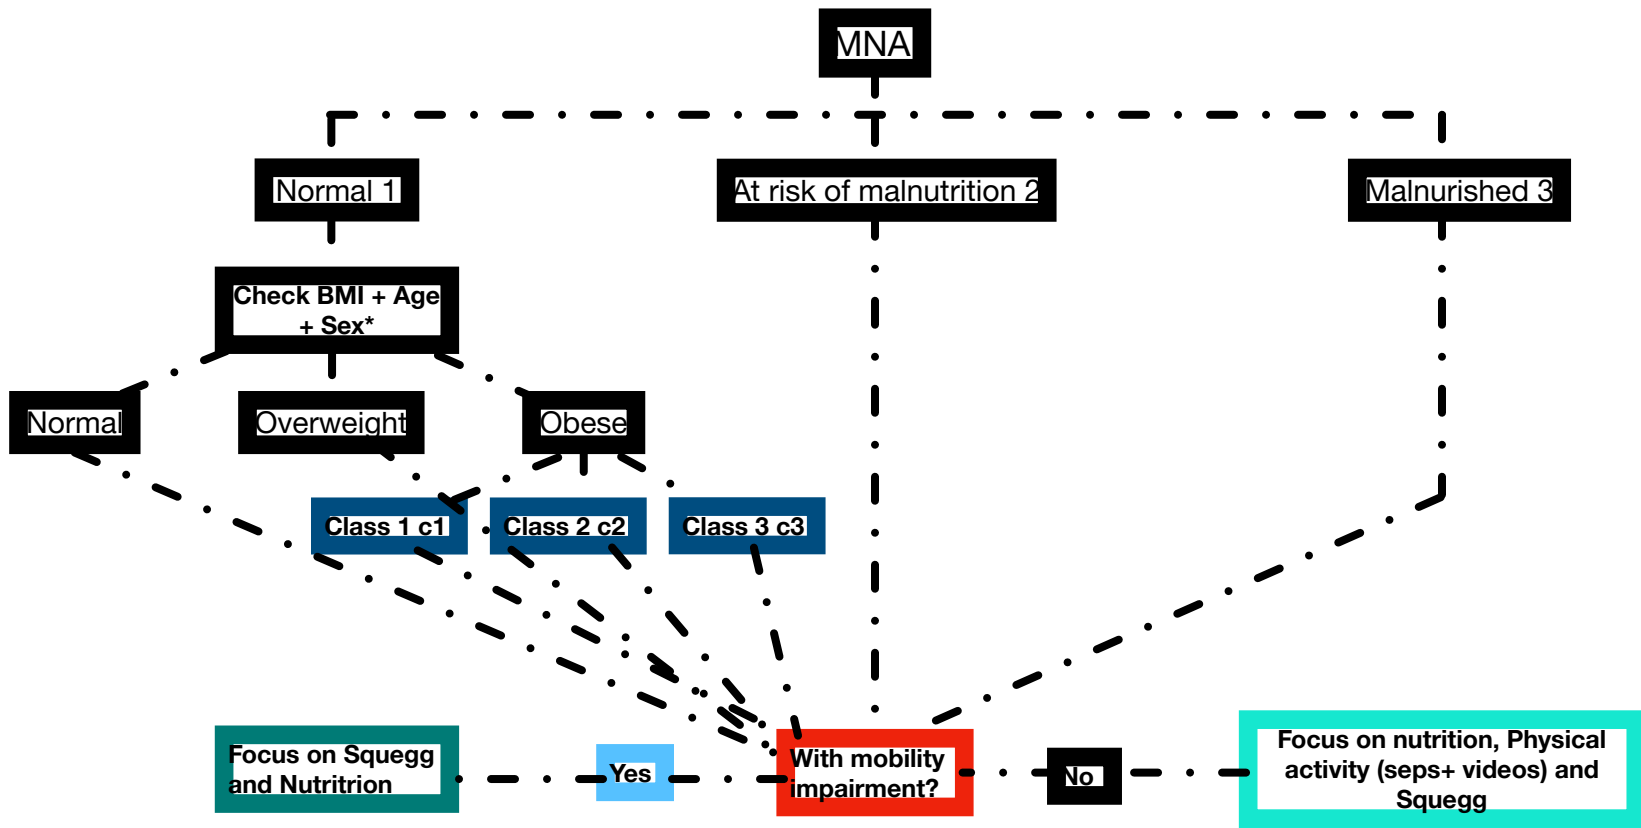 MNA
Normal 1
At risk of malnutrition 2
Malnurished 3
Check BMI + Age
+ Sex*
Normal
Overweight
Obese
Class 1 c1
Class 2 c2
Class 3 c3
Focus on Squegg
and Nutritrion
Yes
With mobility
impairment?
No
Focus on nutrition, Physical
activity (seps+ videos) and
Squegg